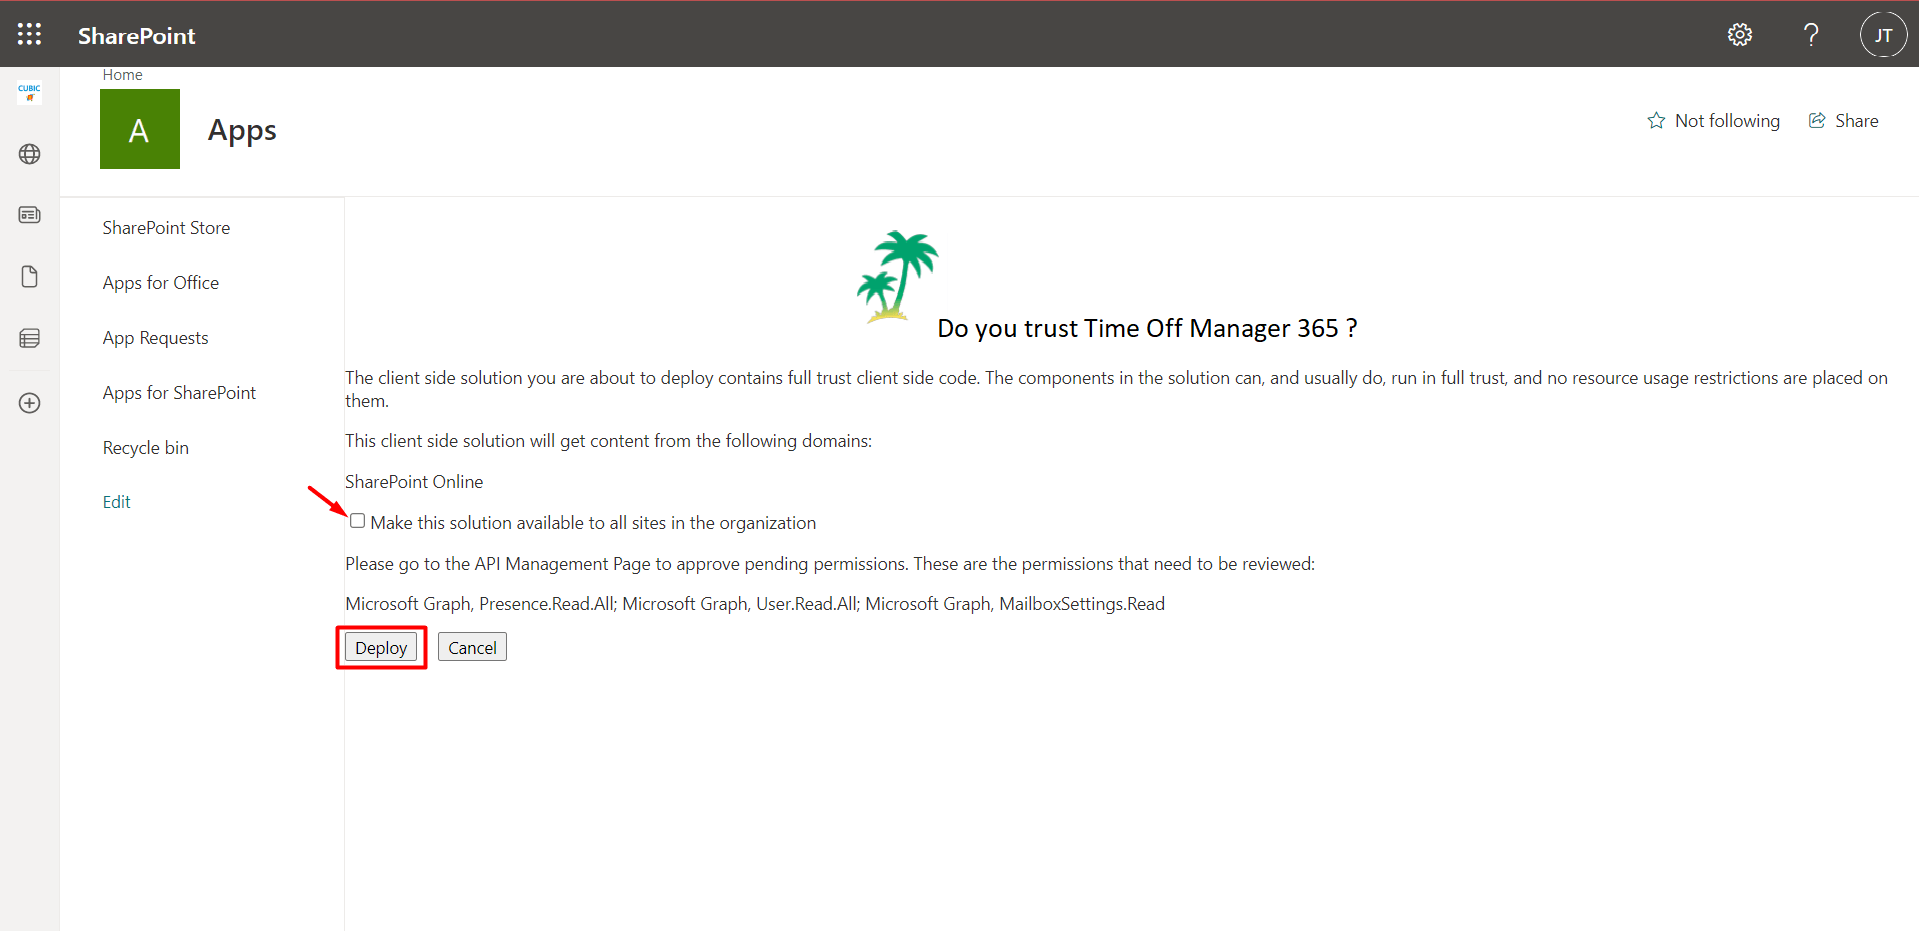 SharePoint
JT
CUBIC
Home
A
Apps
Not following
Share
SharePoint Store
Apps for Office
App Requests
Apps for SharePoint
Recycle bin
Edit
Do you trust Time Off Manager 365 ?
The client side solution you are about to deploy contains full trust client side code. The components in the solution can, and usually do, run in full trust, and no resource usage restrictions are placed on
them.
This client side solution will get content from the following domains:
SharePoint Online
Make this solution available to all sites in the organization
Please go to the API Management Page to approve pending permissions. These are the permissions that need to be reviewed:
Microsoft Graph, Presence.Read.All; Microsoft Graph, User.Read.All; Microsoft Graph, MailboxSettings.Read
Deploy
Cancel